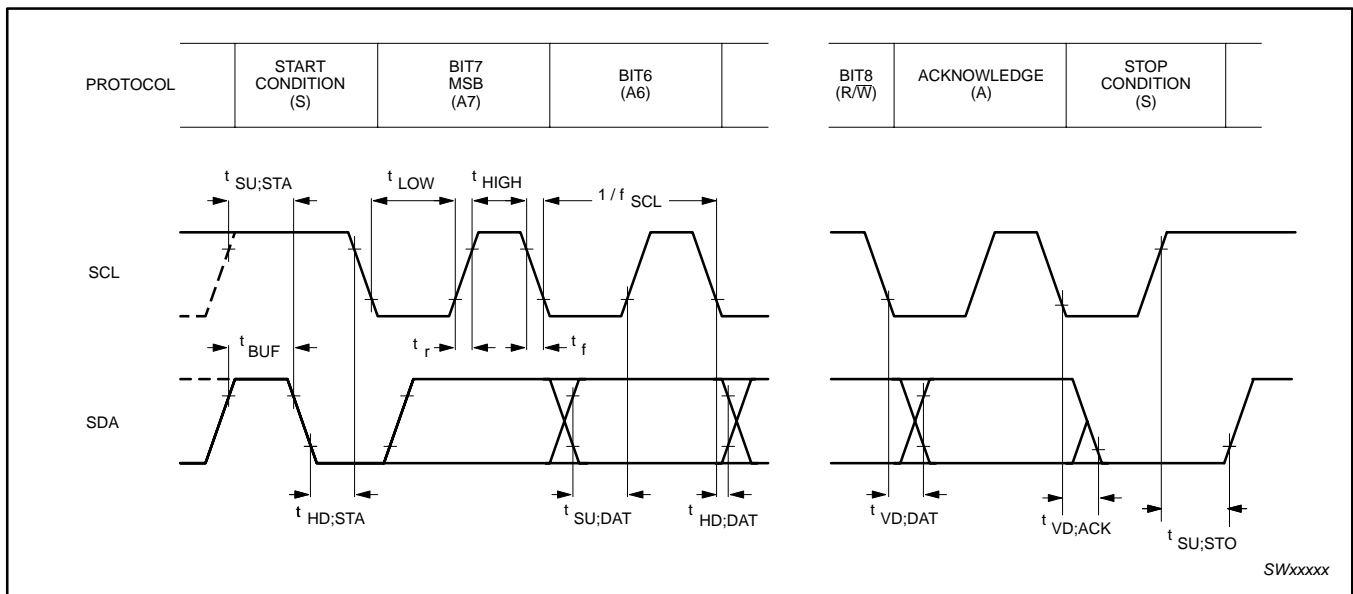 PROTOCOL
START
CONDITION
(S)
BIT7
MSB
(A7)
BIT6
(A6)
BIT8
(R/W̅)
ACKNOWLEDGE
(A)
STOP
CONDITION
(S)
t SU;STA
t LOW
t HIGH
1 / f SCL
SCL
t BUF
t r
t f
SDA
t HD;STA
t SU;DAT
t HD;DAT
t VD;DAT
t VD;ACK
t SU;STO
SWxxxxx